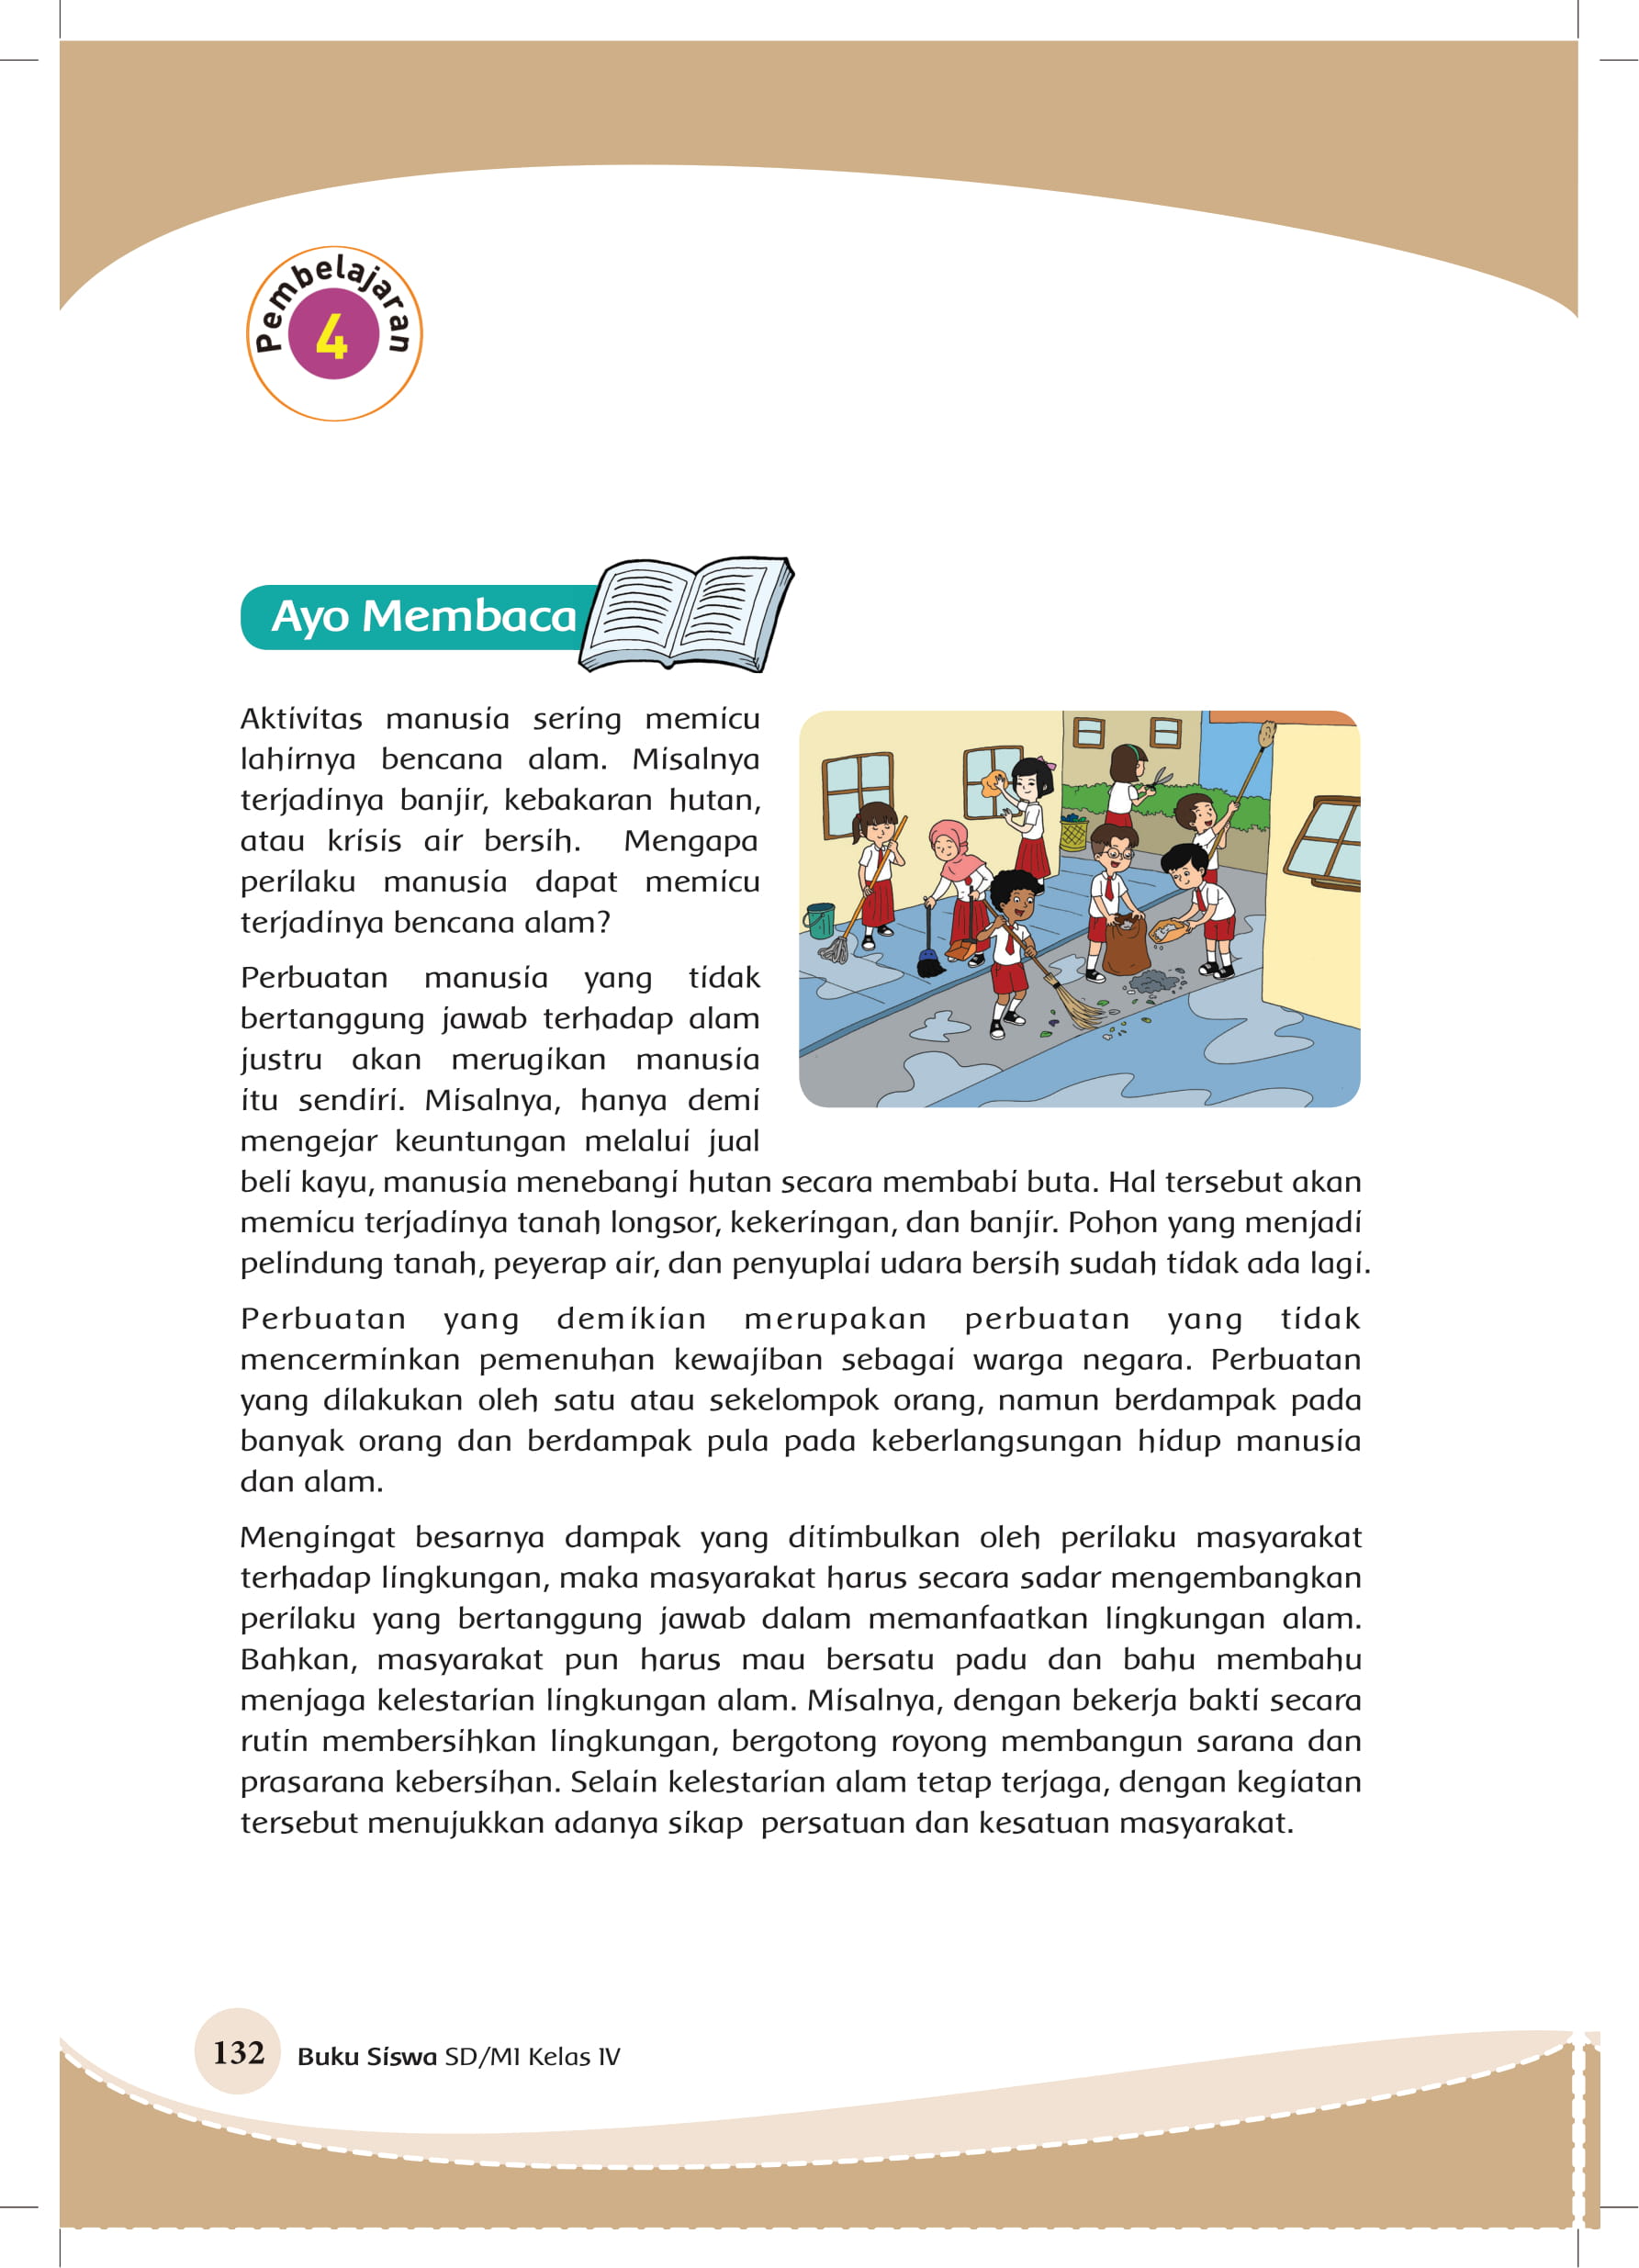 Pembelajaran
4
Ayo Membaca
Aktivitas manusia sering memicu
lahirnya bencana alam. Misalnya
terjadinya banjir, kebakaran hutan,
atau krisis air bersih. Mengapa
perilaku manusia dapat memicu
terjadinya bencana alam?
Perbuatan manusia yang tidak
bertanggung jawab terhadap alam
justru akan merugikan manusia
itu sendiri. Misalnya, hanya demi
mengejar keuntungan melalui jual
beli kayu, manusia menebangi hutan secara membabi buta. Hal tersebut akan
memicu terjadinya tanah longsor, kekeringan, dan banjir. Pohon yang menjadi
pelindung tanah, peyerap air, dan penyuplai udara bersih sudah tidak ada lagi.
Perbuatan yang demikian merupakan perbuatan yang tidak
mencerminkan pemenuhan kewajiban sebagai warga negara. Perbuatan
yang dilakukan oleh satu atau sekelompok orang, namun berdampak pada
banyak orang dan berdampak pula pada keberlangsungan hidup manusia
dan alam.
Mengingat besarnya dampak yang ditimbulkan oleh perilaku masyarakat
terhadap lingkungan, maka masyarakat harus secara sadar mengembangkan
perilaku yang bertanggung jawab dalam memanfaatkan lingkungan alam.
Bahkan, masyarakat pun harus mau bersatu padu dan bahu membahu
menjaga kelestarian lingkungan alam. Misalnya, dengan bekerja bakti secara
rutin membersihkan lingkungan, bergotong royong membangun sarana dan
prasarana kebersihan. Selain kelestarian alam tetap terjaga, dengan kegiatan
tersebut menujukkan adanya sikap persatuan dan kesatuan masyarakat.
132 Buku Siswa SD/MI Kelas IV